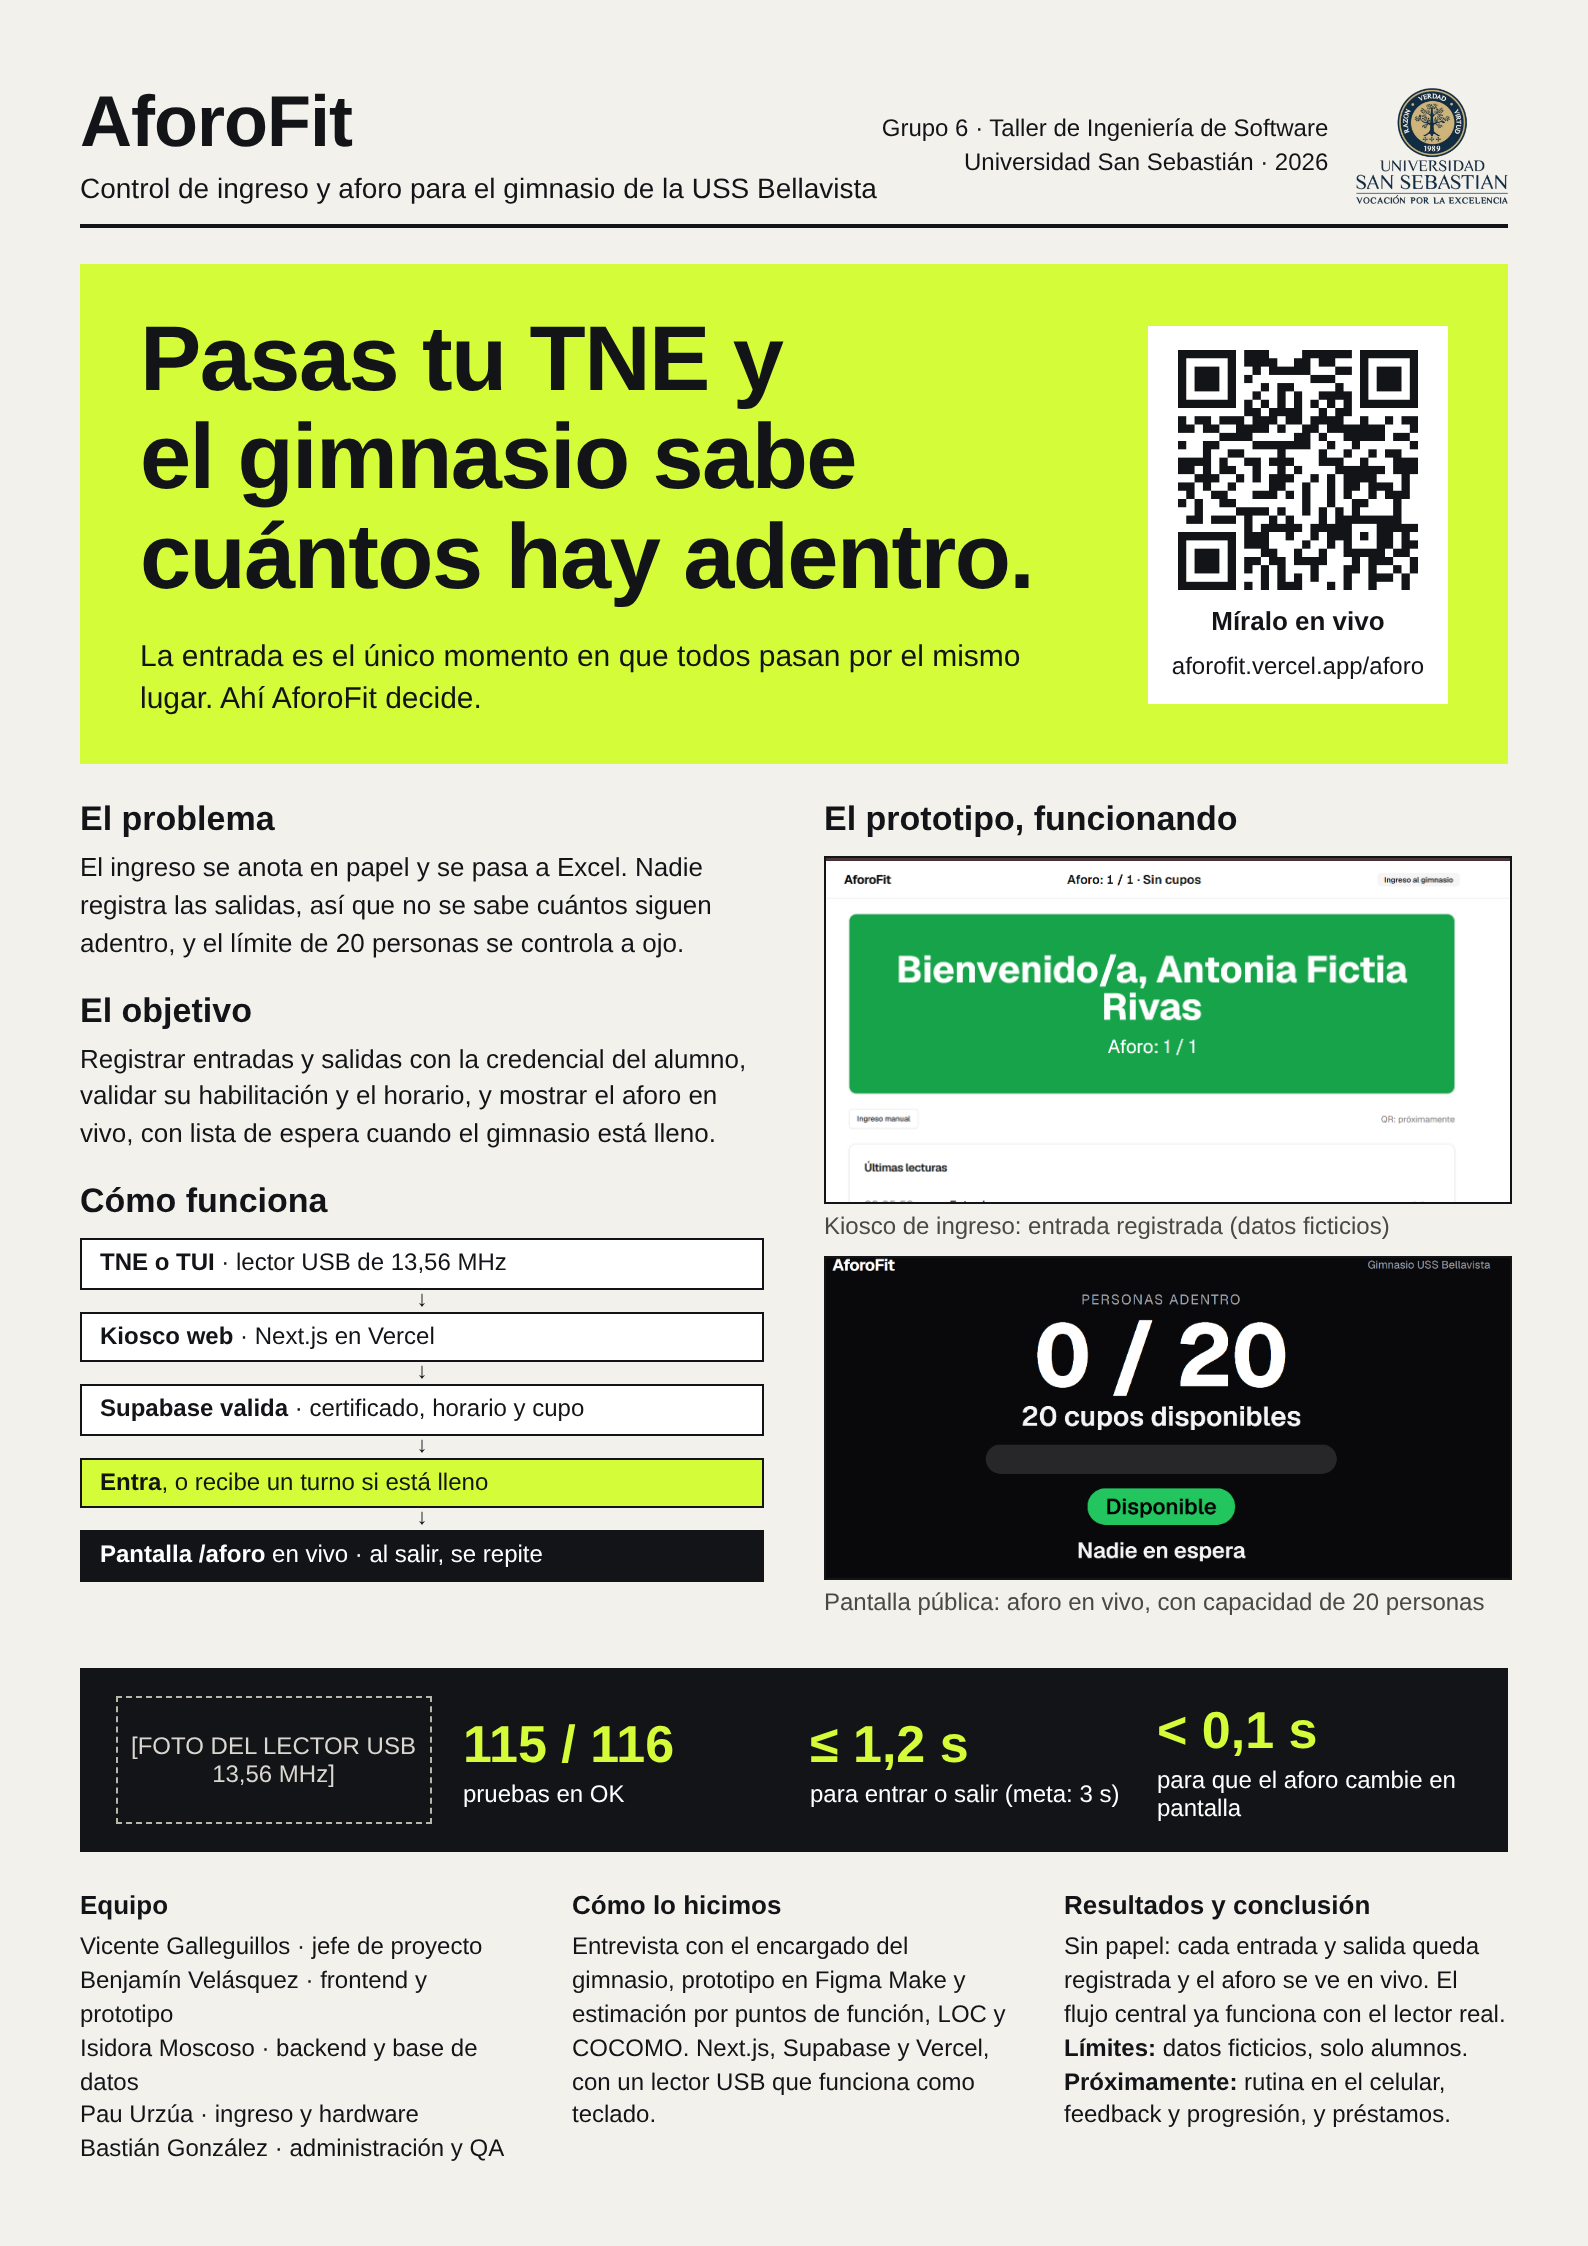 AforoFit
Control de ingreso y aforo para el gimnasio de la USS Bellavista
Grupo 6 · Taller de Ingeniería de Software
Universidad San Sebastián · 2026
RAZÓN · VERDAD · VIRTUD
1989
UNIVERSIDAD
SAN SEBASTIAN
VOCACIÓN POR LA EXCELENCIA
Pasas tu TNE y
el gimnasio sabe
cuántos hay adentro.
La entrada es el único momento en que todos pasan por el mismo
lugar. Ahí AforoFit decide.
Míralo en vivo
aforofit.vercel.app/aforo
El problema
El ingreso se anota en papel y se pasa a Excel. Nadie
registra las salidas, así que no se sabe cuántos siguen
adentro, y el límite de 20 personas se controla a ojo.
El objetivo
Registrar entradas y salidas con la credencial del alumno,
validar su habilitación y el horario, y mostrar el aforo en
vivo, con lista de espera cuando el gimnasio está lleno.
Cómo funciona
TNE o TUI · lector USB de 13,56 MHz
↓
Kiosco web · Next.js en Vercel
↓
Supabase valida · certificado, horario y cupo
↓
Entra, o recibe un turno si está lleno
↓
Pantalla /aforo en vivo · al salir, se repite
El prototipo, funcionando
AforoFit
Aforo: 1 / 1 · Sin cupos
Ingreso al gimnasio
Bienvenido/a, Antonia Fictia
Rivas
Aforo: 1 / 1
Ingreso manual
QR: próximamente
Últimas lecturas
Kiosco de ingreso: entrada registrada (datos ficticios)
AforoFit
Gimnasio USS Bellavista
PERSONAS ADENTRO
0 / 20
20 cupos disponibles
Disponible
Nadie en espera
Pantalla pública: aforo en vivo, con capacidad de 20 personas
[FOTO DEL LECTOR USB
13,56 MHz]
115 / 116
pruebas en OK
≤ 1,2 s
para entrar o salir (meta: 3 s)
< 0,1 s
para que el aforo cambie en
pantalla
Equipo
Vicente Galleguillos · jefe de proyecto
Benjamín Velásquez · frontend y
prototipo
Isidora Moscoso · backend y base de
datos
Pau Urzúa · ingreso y hardware
Bastián González · administración y QA
Cómo lo hicimos
Entrevista con el encargado del
gimnasio, prototipo en Figma Make y
estimación por puntos de función, LOC y
COCOMO. Next.js, Supabase y Vercel,
con un lector USB que funciona como
teclado.
Resultados y conclusión
Sin papel: cada entrada y salida queda
registrada y el aforo se ve en vivo. El
flujo central ya funciona con el lector real.
Límites: datos ficticios, solo alumnos.
Próximamente: rutina en el celular,
feedback y progresión, y préstamos.